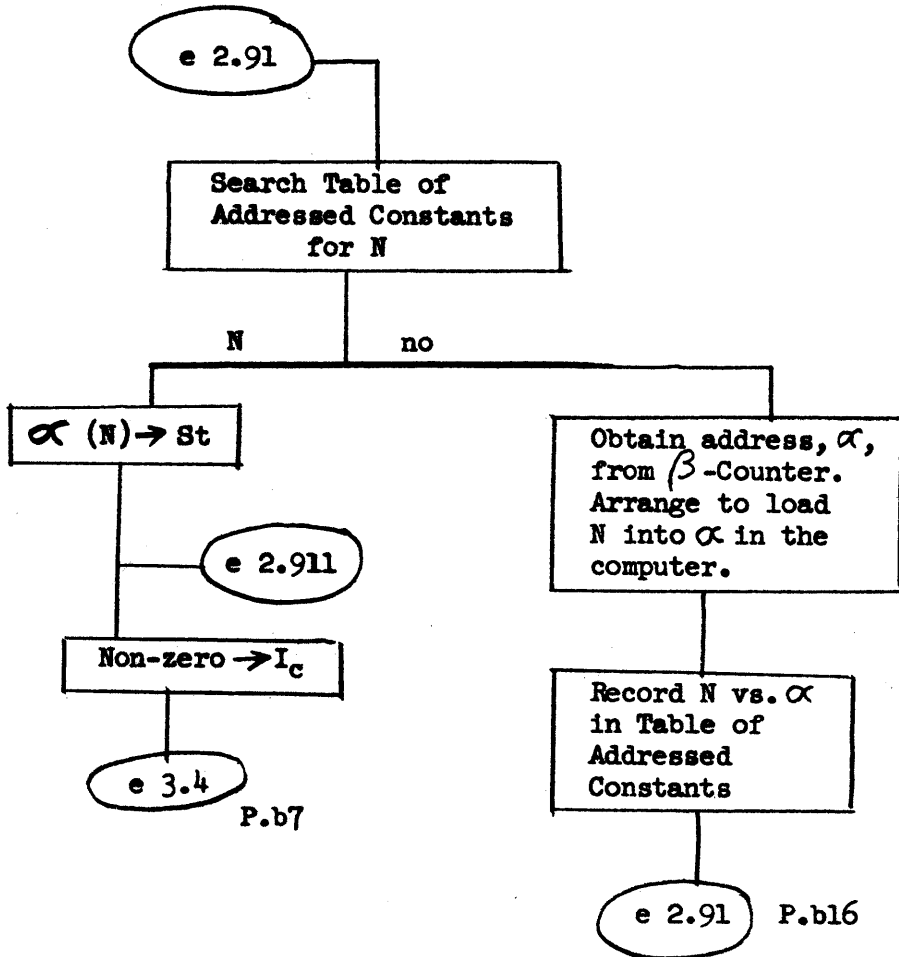 e 2.91
Search Table of
Addressed Constants
for N
N no
α (N) → St
e 2.911
Non-zero → Ic
e 3.4
P.b7
Obtain address, α,
from β-Counter.
Arrange to load
N into α in the
computer.
Record N vs. α
in Table of
Addressed
Constants
e 2.91 P.b16